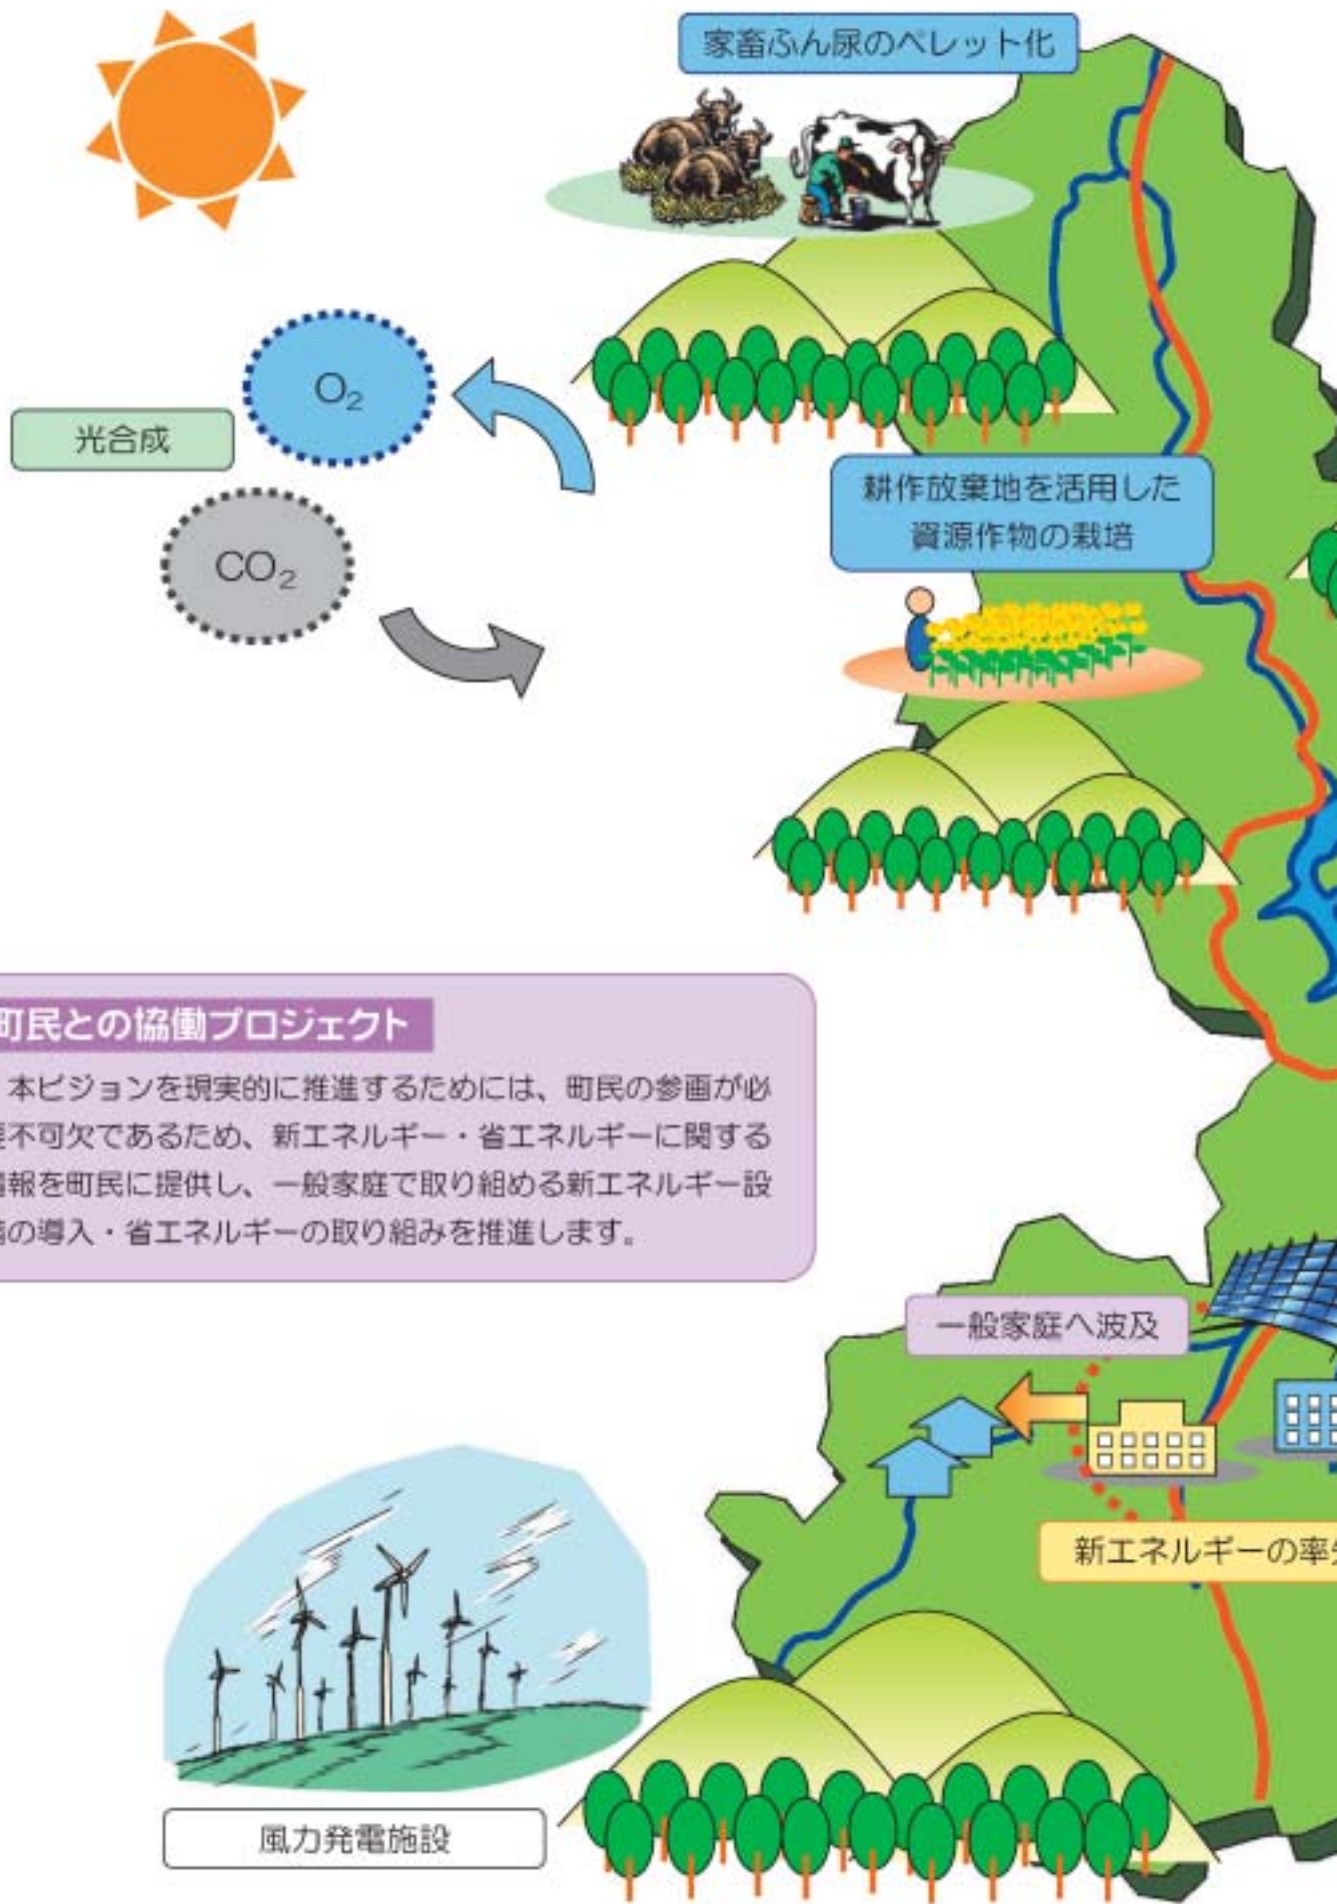 家畜ふん尿のペレット化
O₂
光合成
CO₂
耕作放棄地を活用した
資源作物の栽培
町民との協働プロジェクト
本ビジョンを現実的に推進するためには、町民の参画が必
要不可欠であるため、新エネルギー・省エネルギーに関する
情報を町民に提供し、一般家庭で取り組める新エネルギー設
備の導入・省エネルギーの取り組みを推進します。
一般家庭へ波及
新エネルギーの率
風力発電施設